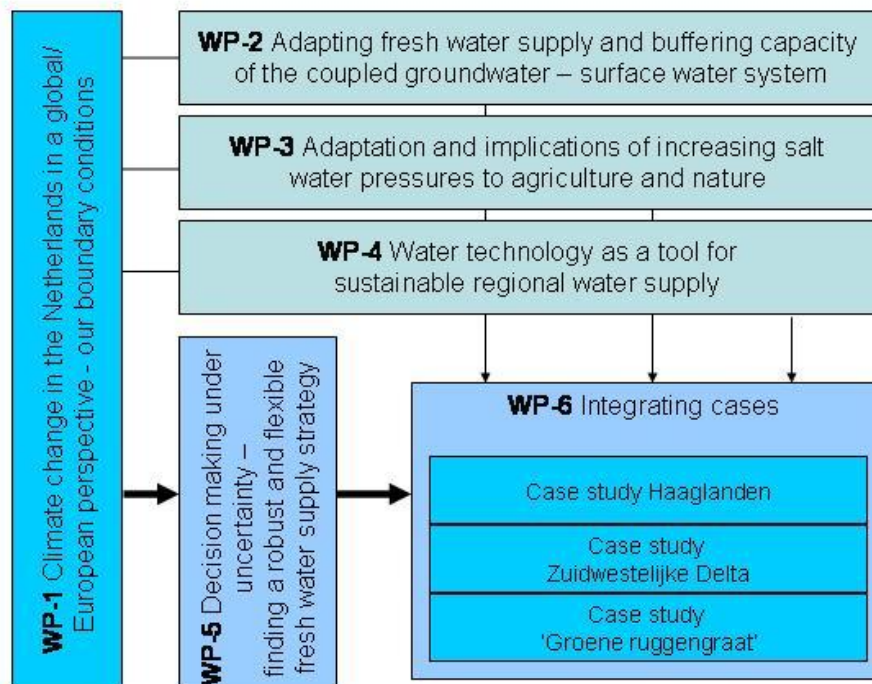 WP-1 Climate change in the Netherlands in a global/
European perspective - our boundary conditions
WP-2 Adapting fresh water supply and buffering capacity
of the coupled groundwater – surface water system
WP-3 Adaptation and implications of increasing salt
water pressures to agriculture and nature
WP-4 Water technology as a tool for
sustainable regional water supply
WP-5 Decision making under
uncertainty –
finding a robust and flexible
fresh water supply strategy
WP-6 Integrating cases
Case study Haaglanden
Case study
Zuidwestelijke Delta
Case study
'Groene ruggengraat'